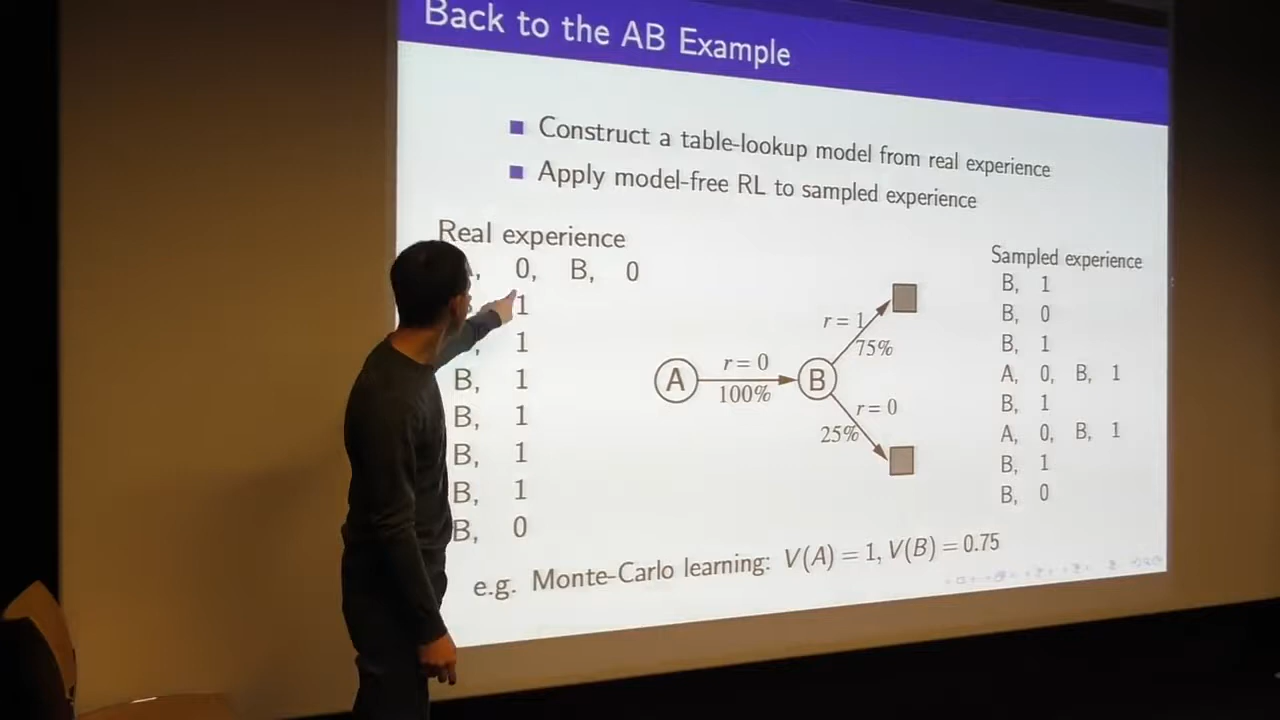 Back to the AB Example
Construct a table-lookup model from real experience
Apply model-free RL to sampled experience
Real experience
, 0, B, 0
1
, 1
B, 1
B, 1
B, 1
B, 1
B, 0
A
r = 0
100%
B
r = 1
75%
r = 0
25%
Sampled experience
B, 1
B, 0
B, 1
A, 0, B, 1
B, 1
A, 0, B, 1
B, 1
B, 0
e.g. Monte-Carlo learning: V(A) = 1, V(B) = 0.75